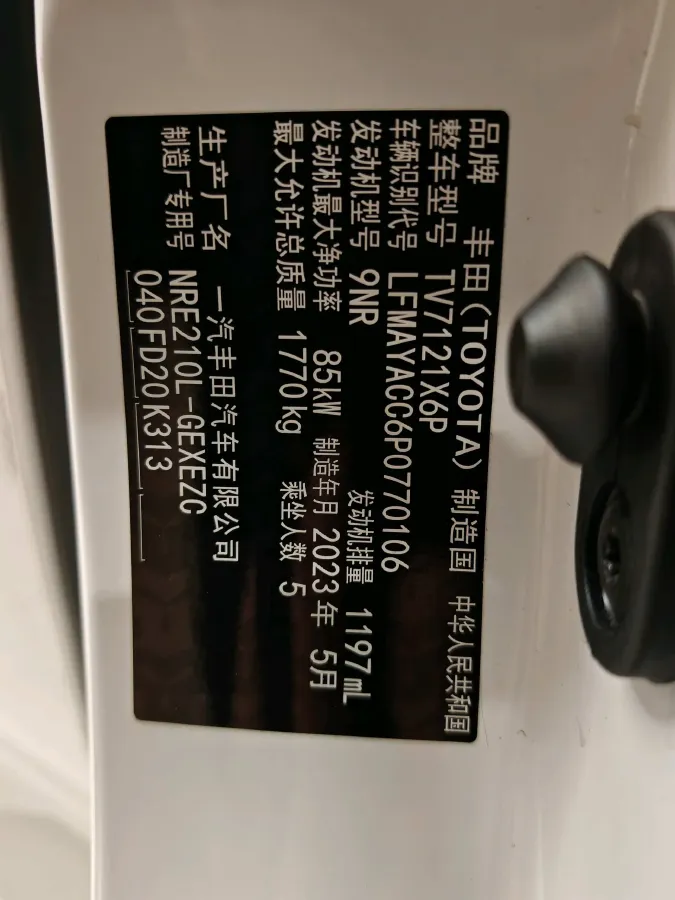 品牌 丰田(TOYOTA) 制造国 中华人民共和国
整车型号 TV7121X6P
车辆识别代号 LFMAYACC6P0770106
发动机型号 9NR 发动机排量 1197mL
发动机最大净功率 85kW 制造年月 2023年 5月
最大允许总质量 1770kg 乘坐人数 5
生产厂名 一汽丰田汽车有限公司
制造厂专用号 NRE210L-GEXEZC
040FD20K313